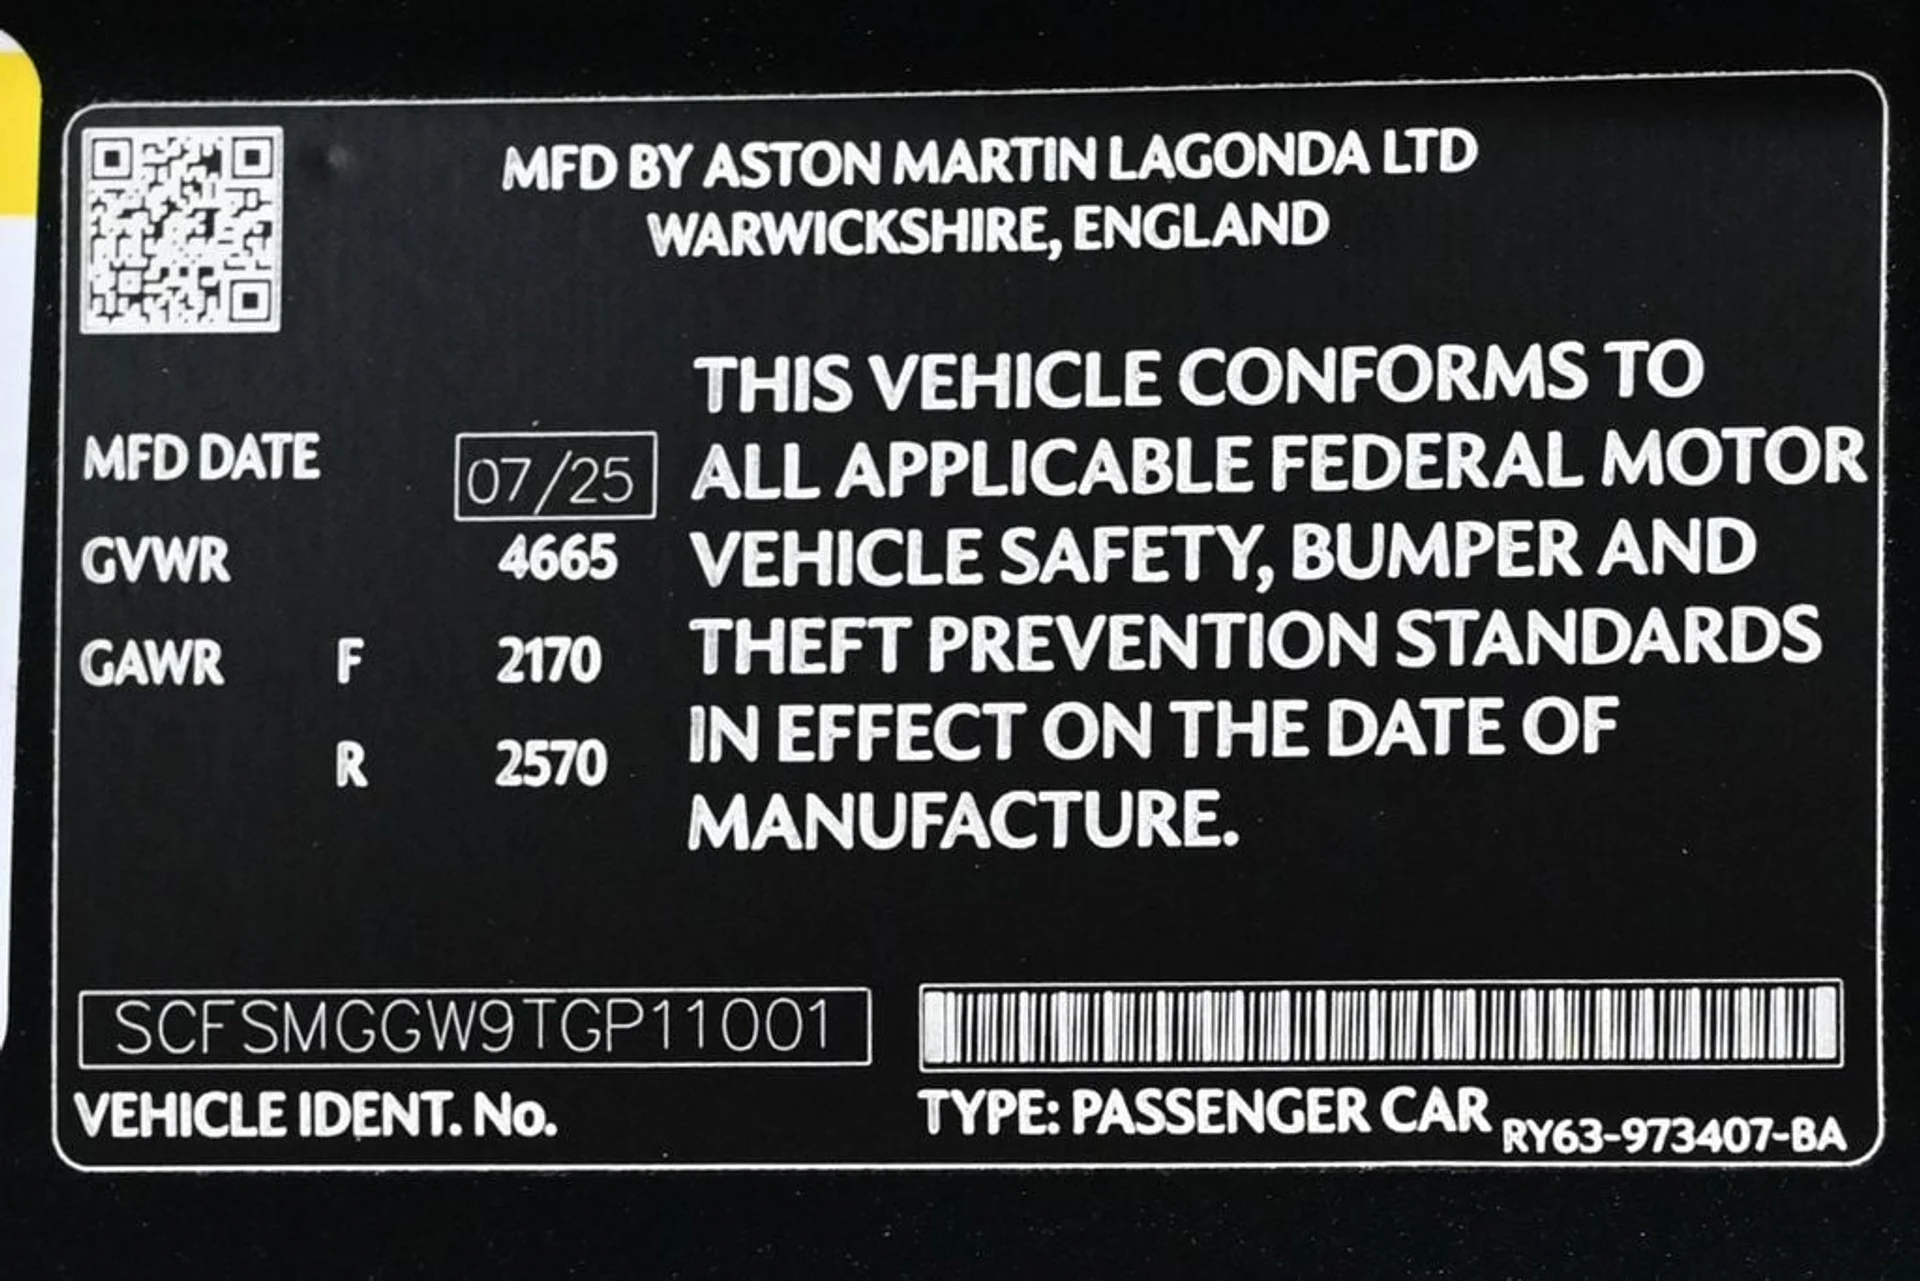 MFD BY ASTON MARTIN LAGONDA LTD
WARWICKSHIRE, ENGLAND
MFD DATE 07/25
GVWR 4665
GAWR F 2170
R 2570
THIS VEHICLE CONFORMS TO
ALL APPLICABLE FEDERAL MOTOR
VEHICLE SAFETY, BUMPER AND
THEFT PREVENTION STANDARDS
IN EFFECT ON THE DATE OF
MANUFACTURE.
SCFSMGGW9TGP11001
VEHICLE IDENT. No.
TYPE: PASSENGER CAR RY63-973407-BA